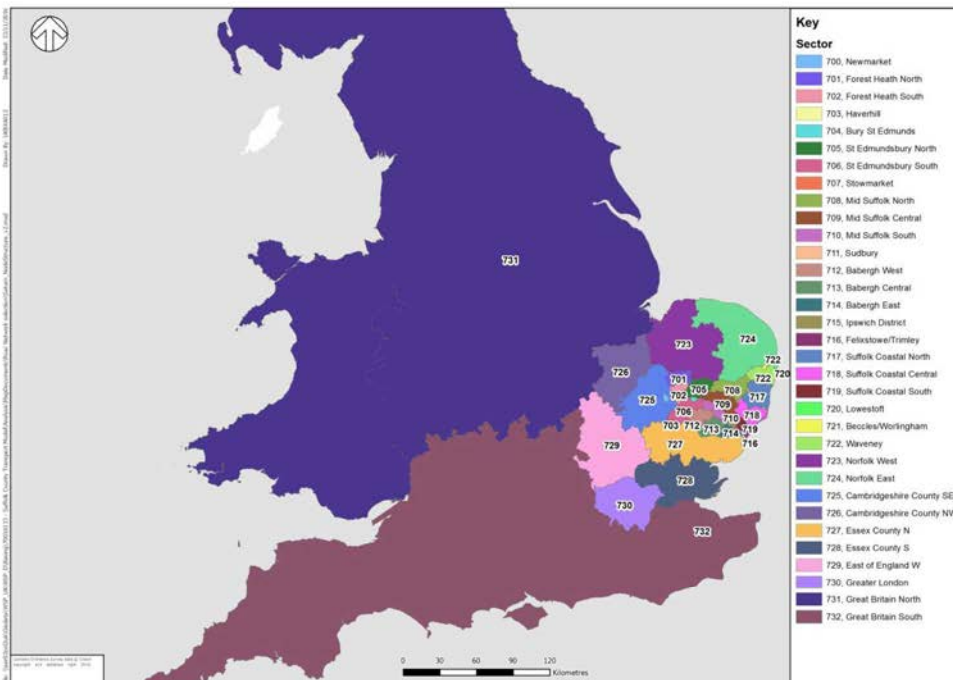 Key
Sector
700, Newmarket
701, Forest Heath North
702, Forest Heath South
703, Haverhill
704, Bury St Edmunds
705, St Edmundsbury North
706, St Edmundsbury South
707, Stowmarket
708, Mid Suffolk North
709, Mid Suffolk Central
710, Mid Suffolk South
711, Sudbury
712, Babergh West
713, Babergh Central
714, Babergh East
715, Ipswich District
716, Felixstowe/Trimley
717, Suffolk Coastal North
718, Suffolk Coastal Central
719, Suffolk Coastal South
720, Lowestoft
721, Beccles/Worlingham
722, Waveney
723, Norfolk West
724, Norfolk East
725, Cambridgeshire County SE
726, Cambridgeshire County NW
727, Essex County N
728, Essex County S
729, East of England W
730, Greater London
731, Great Britain North
732, Great Britain South
731
724
723
722
720
726
701
722
705
708
717
702
725
709
706
710
718
703
712
713
714
719
716
727
729
728
730
732
0 30 60 90 120
Kilometres